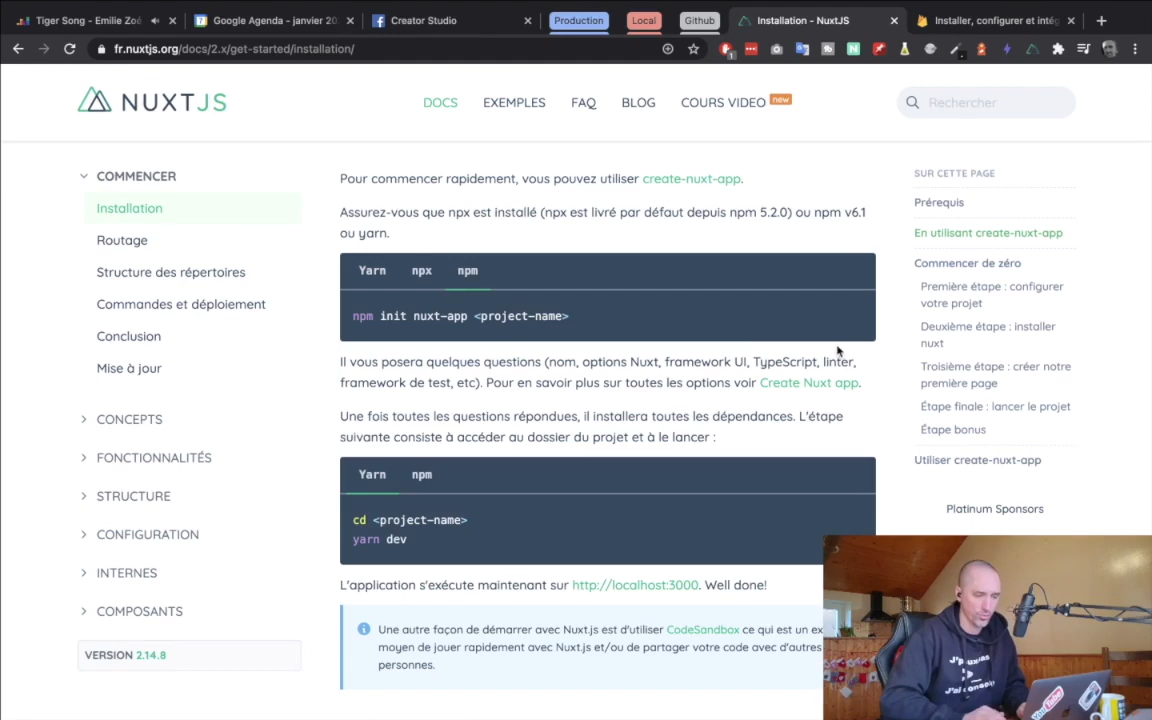 Tiger Song - Emilie Zoé
Google Agenda - janvier 20
Creator Studio
Production
Local
Github
Installation - NuxtJS
Installer, configurer et intég
fr.nuxtjs.org/docs/2.x/get-started/installation/
NUXTJS
DOCS
EXEMPLES
FAQ
BLOG
COURS VIDEO new
Rechercher
COMMENCER
Installation
Routage
Structure des répertoires
Commandes et déploiement
Conclusion
Mise à jour
CONCEPTS
FONCTIONNALITÉS
STRUCTURE
CONFIGURATION
INTERNES
COMPOSANTS
VERSION 2.14.8
Pour commencer rapidement, vous pouvez utiliser create-nuxt-app.
Assurez-vous que npx est installé (npx est livré par défaut depuis npm 5.2.0) ou npm v6.1
ou yarn.
Yarn npx npm
npm init nuxt-app <project-name>
Il vous posera quelques questions (nom, options Nuxt, framework UI, TypeScript, linter,
framework de test, etc). Pour en savoir plus sur toutes les options voir Create Nuxt app.
Une fois toutes les questions répondues, il installera toutes les dépendances. L'étape
suivante consiste à accéder au dossier du projet et à le lancer :
Yarn npm
cd <project-name>
yarn dev
L'application s'exécute maintenant sur http://localhost:3000. Well done!
Une autre façon de démarrer avec Nuxt.js est d'utiliser CodeSandbox ce qui est un ex
moyen de jouer rapidement avec Nuxt.js et/ou de partager votre code avec d'autres
personnes.
SUR CETTE PAGE
Prérequis
En utilisant create-nuxt-app
Commencer de zéro
Première étape : configurer
votre projet
Deuxième étape : installer
nuxt
Troisième étape : créer notre
première page
Étape finale : lancer le projet
Étape bonus
Utiliser create-nuxt-app
Platinum Sponsors
YouTube